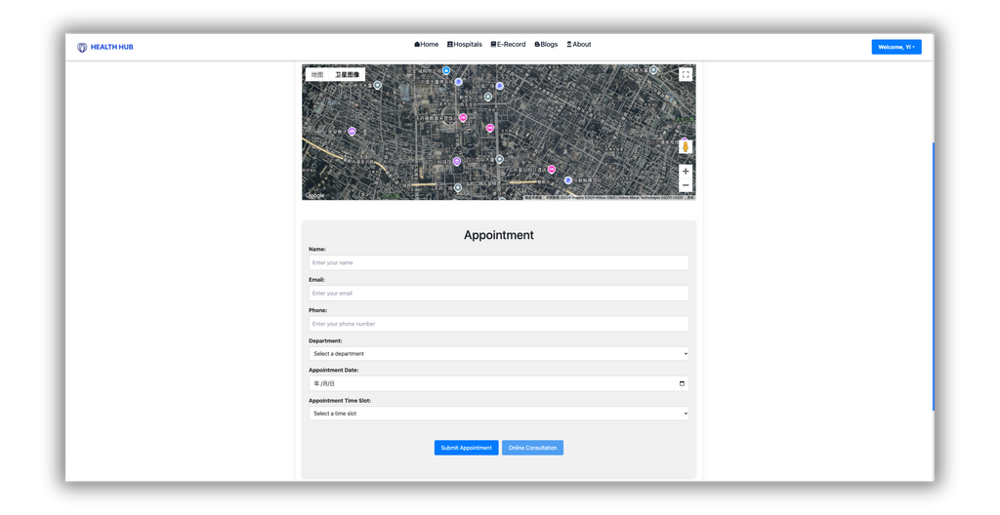 HEALTH HUB
Home Hospitals E-Record Blogs About
Welcome, Yi
地图 卫星图像
Google
Appointment
Name:
Enter your name
Email:
Enter your email
Phone:
Enter your phone number
Department:
Select a department
Appointment Date:
年 /月/日
Appointment Time Slot:
Select a time slot
Submit Appointment Online Consultation